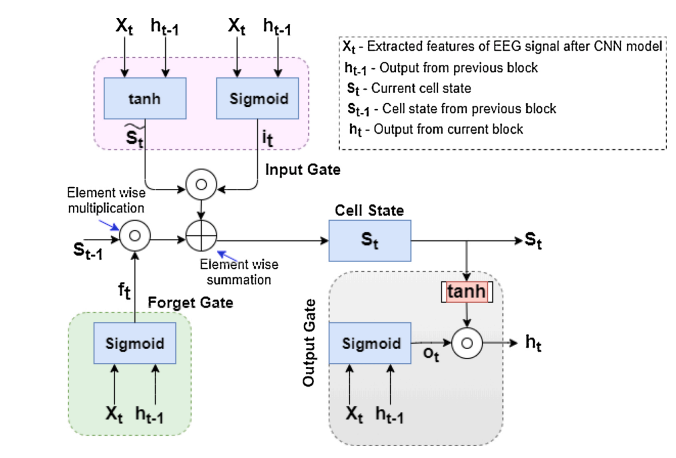 Xt ht-1 Xt ht-1
Xt - Extracted features of EEG signal after CNN model
ht-1 - Output from previous block
St - Current cell state
St-1 - Cell state from previous block
ht - Output from current block
tanh Sigmoid
S̃t it
Input Gate
Element wise
multiplication
Cell State
St-1
St
St
Element wise
summation
ft
Forget Gate
[tanh]
Output Gate
Sigmoid
Sigmoid
ot
ht
Xt ht-1
Xt ht-1